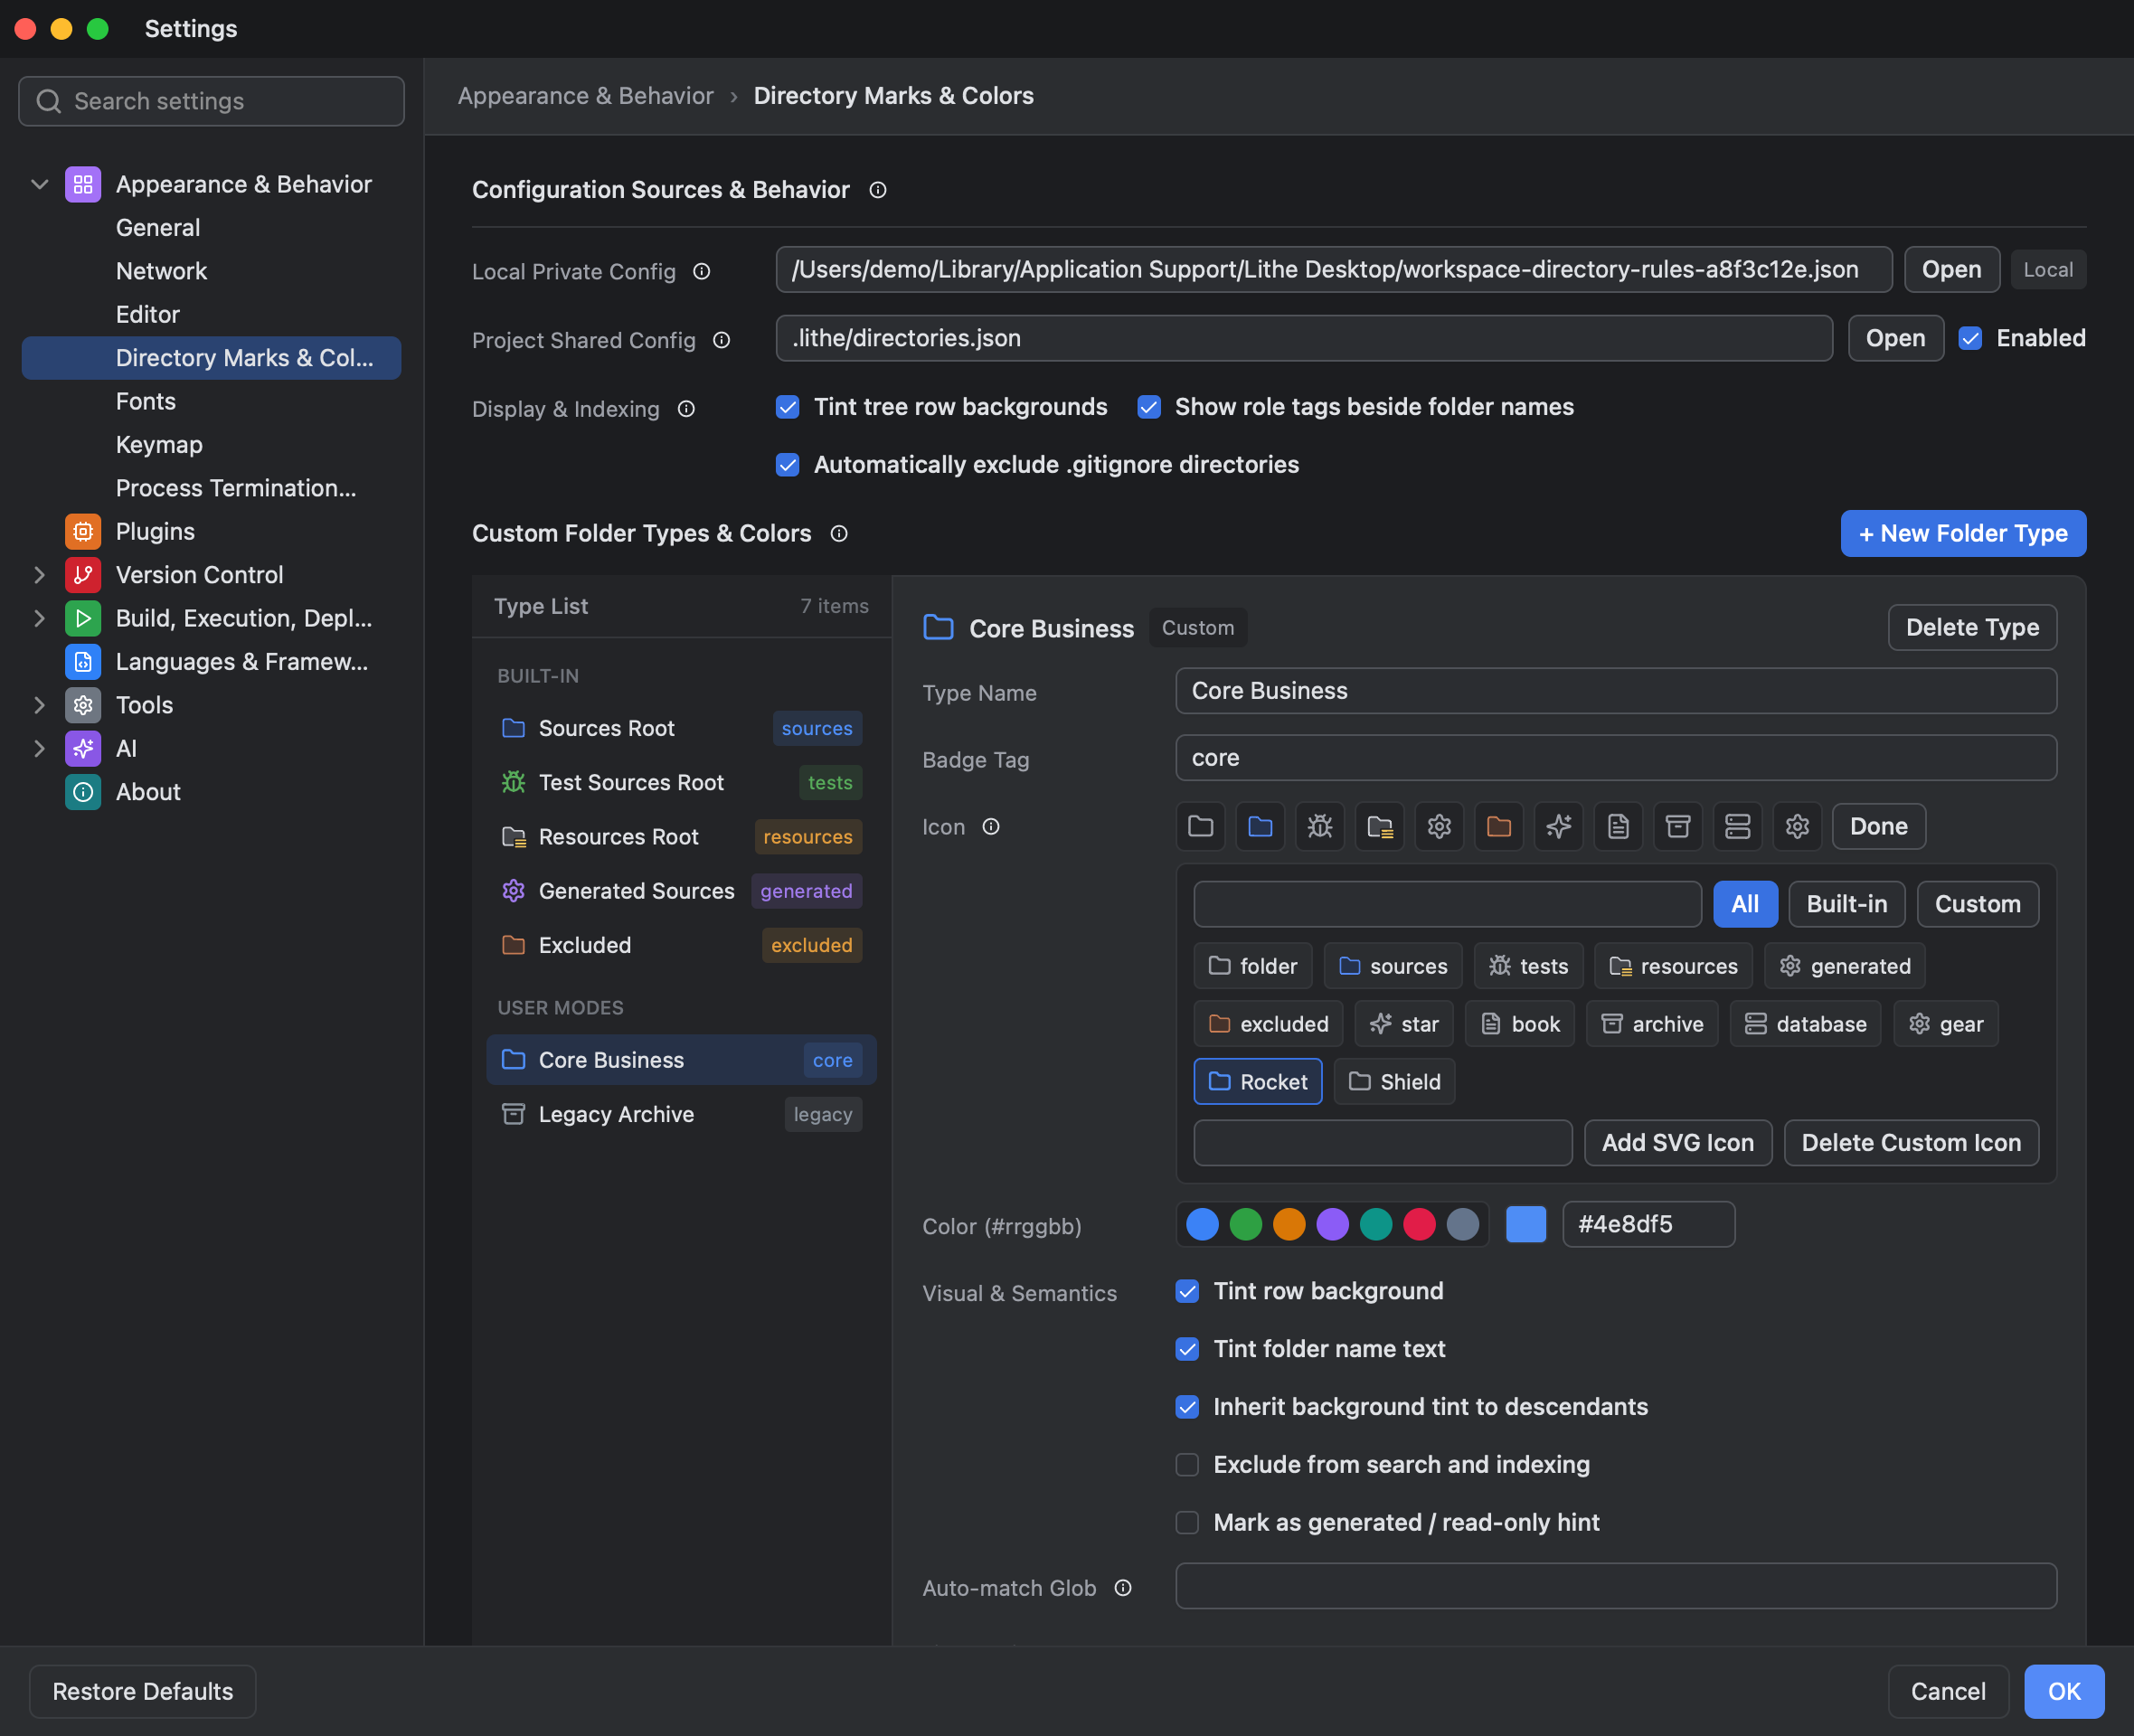 Settings
Search settings
Appearance & Behavior
General
Network
Editor
Directory Marks & Col...
Fonts
Keymap
Process Termination...
Plugins
Version Control
Build, Execution, Depl...
Languages & Framew...
Tools
AI
About
Appearance & Behavior › Directory Marks & Colors
Configuration Sources & Behavior
Local Private Config /Users/demo/Library/Application Support/Lithe Desktop/workspace-directory-rules-a8f3c12e.json Open Local
Project Shared Config .lithe/directories.json Open Enabled
Display & Indexing Tint tree row backgrounds Show role tags beside folder names
Automatically exclude .gitignore directories
Custom Folder Types & Colors + New Folder Type
Type List 7 items
BUILT-IN
Sources Root sources
Test Sources Root tests
Resources Root resources
Generated Sources generated
Excluded excluded
USER MODES
Core Business core
Legacy Archive legacy
Core Business Custom Delete Type
Type Name Core Business
Badge Tag core
Icon Done
All Built-in Custom
folder sources tests resources generated
excluded star book archive database gear
Rocket Shield
Add SVG Icon Delete Custom Icon
Color (#rrggbb) #4e8df5
Visual & Semantics Tint row background
Tint folder name text
Inherit background tint to descendants
Exclude from search and indexing
Mark as generated / read-only hint
Auto-match Glob
Restore Defaults Cancel OK